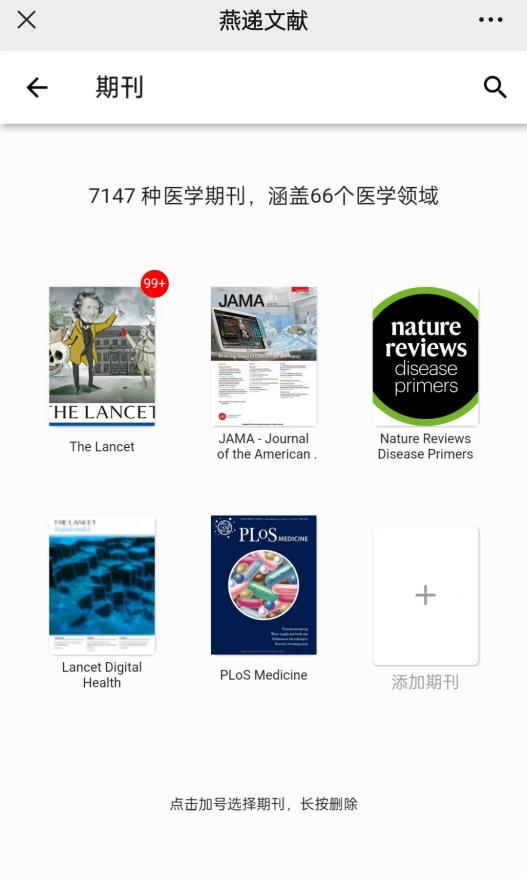 燕递文献
期刊
7147 种医学期刊，涵盖66个医学领域
99+
THE LANCET
The Lancet
JAMA
JAMA - Journal
of the American .
nature
reviews
disease
primers
Nature Reviews
Disease Primers
THE LANCET
Digital Health
Lancet Digital
Health
PLoS MEDICINE
PLoS Medicine
添加期刊
点击加号选择期刊，长按删除